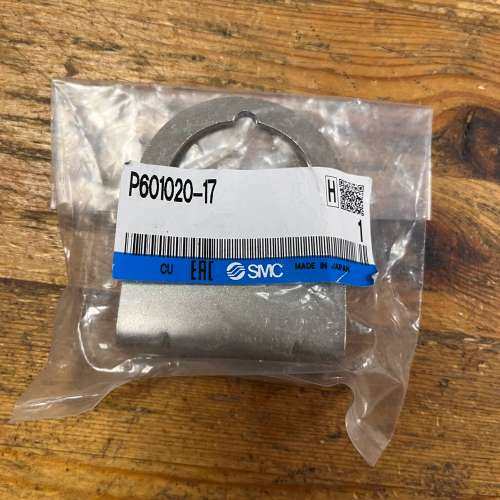 P601020-17
H
1
CU EAC SMC MADE IN JAPAN